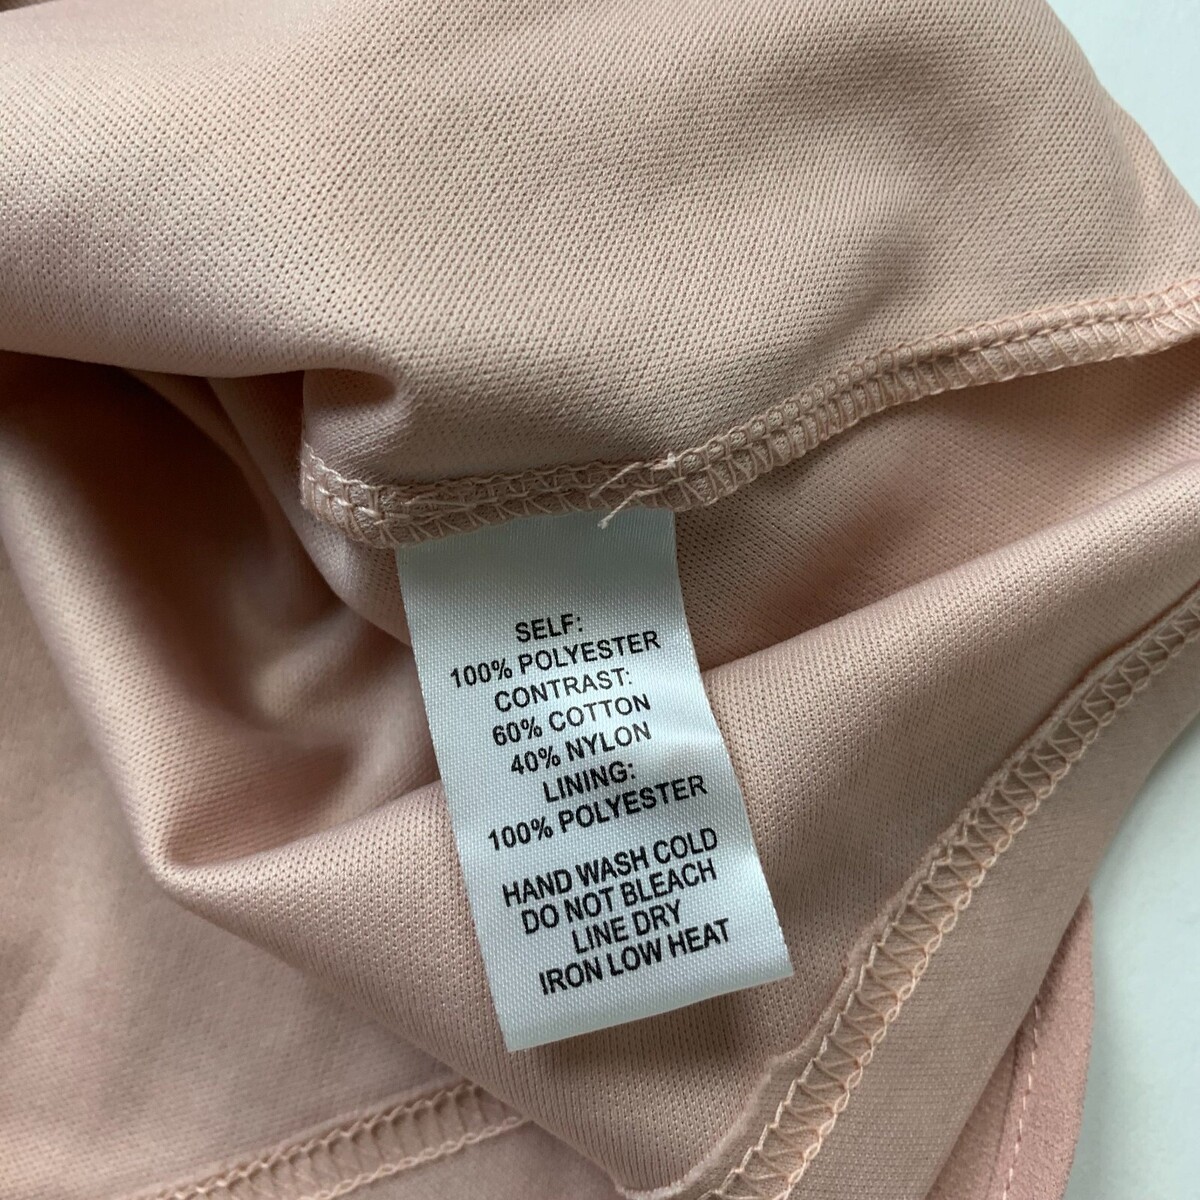 SELF:
100% POLYESTER
CONTRAST:
60% COTTON
40% NYLON
LINING:
100% POLYESTER
HAND WASH COLD
DO NOT BLEACH
LINE DRY
IRON LOW HEAT